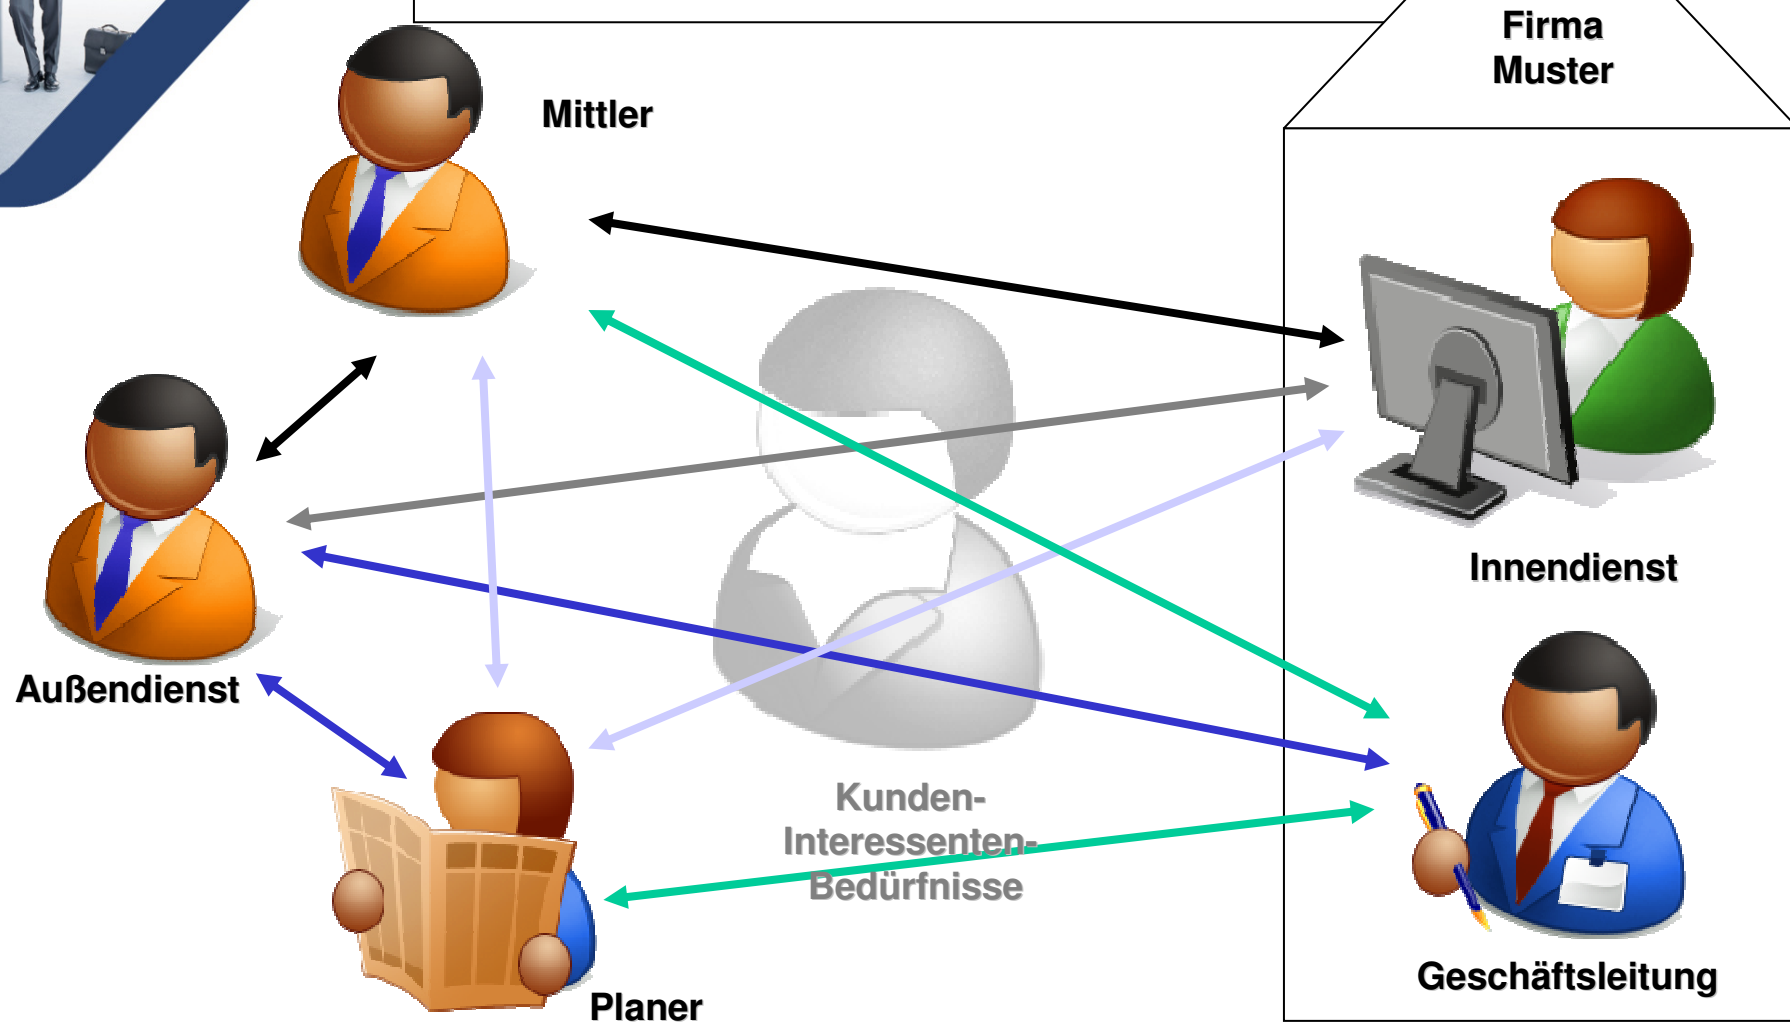 Firma
Muster
Mittler
Innendienst
Außendienst
Kunden-
Interessenten-
Bedürfnisse
Geschäftsleitung
Planer